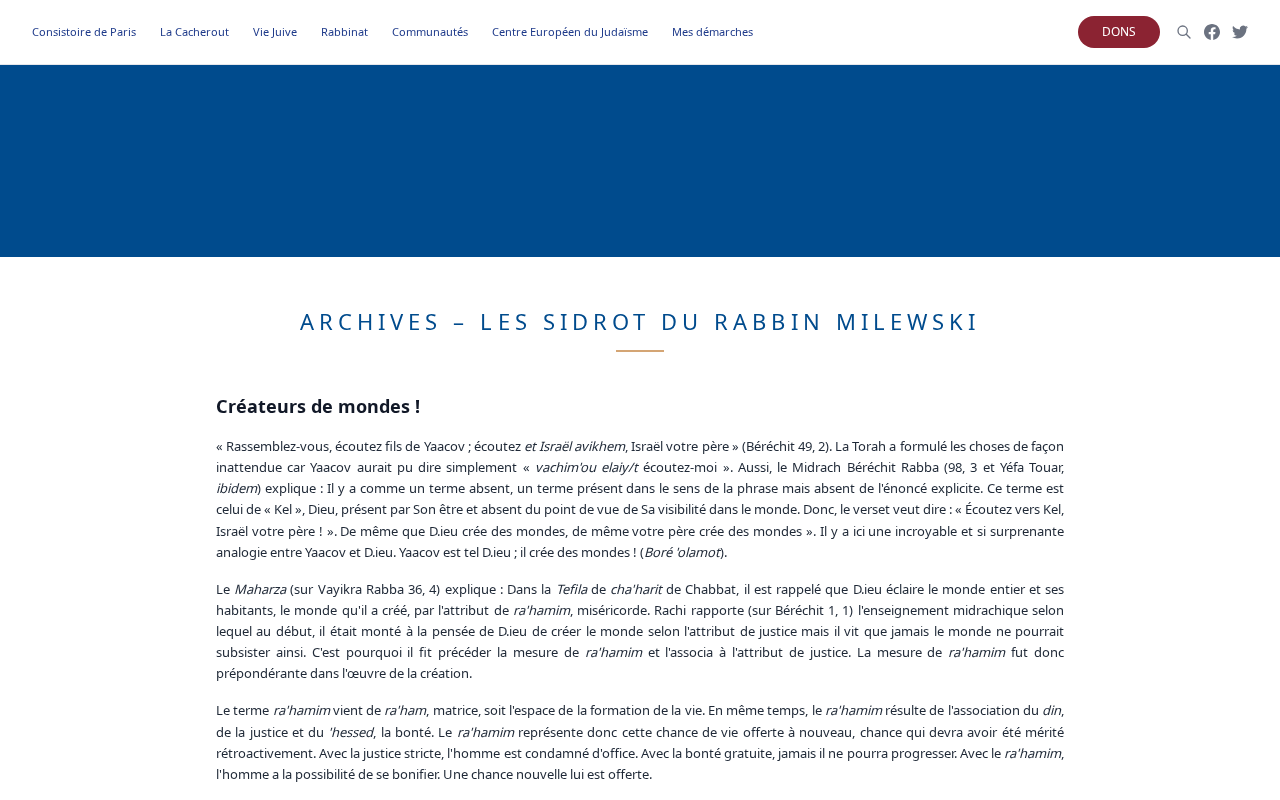 Consistoire de Paris La Cacherout Vie Juive Rabbinat Communautés Centre Européen du Judaïsme Mes démarches DONS
ARCHIVES – LES SIDROT DU RABBIN MILEWSKI
Créateurs de mondes !
« Rassemblez-vous, écoutez fils de Yaacov ; écoutez et Israël avikhem, Israël votre père » (Béréchit 49, 2). La Torah a formulé les choses de façon
inattendue car Yaacov aurait pu dire simplement « vachim'ou elaiy/t écoutez-moi ». Aussi, le Midrach Béréchit Rabba (98, 3 et Yéfa Touar,
ibidem) explique : Il y a comme un terme absent, un terme présent dans le sens de la phrase mais absent de l'énoncé explicite. Ce terme est
celui de « Kel », Dieu, présent par Son être et absent du point de vue de Sa visibilité dans le monde. Donc, le verset veut dire : « Écoutez vers Kel,
Israël votre père ! ». De même que D.ieu crée des mondes, de même votre père crée des mondes ». Il y a ici une incroyable et si surprenante
analogie entre Yaacov et D.ieu. Yaacov est tel D.ieu ; il crée des mondes ! (Boré 'olamot).
Le Maharza (sur Vayikra Rabba 36, 4) explique : Dans la Tefila de cha'harit de Chabbat, il est rappelé que D.ieu éclaire le monde entier et ses
habitants, le monde qu'il a créé, par l'attribut de ra'hamim, miséricorde. Rachi rapporte (sur Béréchit 1, 1) l'enseignement midrachique selon
lequel au début, il était monté à la pensée de D.ieu de créer le monde selon l'attribut de justice mais il vit que jamais le monde ne pourrait
subsister ainsi. C'est pourquoi il fit précéder la mesure de ra'hamim et l'associa à l'attribut de justice. La mesure de ra'hamim fut donc
prépondérante dans l'œuvre de la création.
Le terme ra'hamim vient de ra'ham, matrice, soit l'espace de la formation de la vie. En même temps, le ra'hamim résulte de l'association du din,
de la justice et du 'hessed, la bonté. Le ra'hamim représente donc cette chance de vie offerte à nouveau, chance qui devra avoir été mérité
rétroactivement. Avec la justice stricte, l'homme est condamné d'office. Avec la bonté gratuite, jamais il ne pourra progresser. Avec le ra'hamim,
l'homme a la possibilité de se bonifier. Une chance nouvelle lui est offerte.